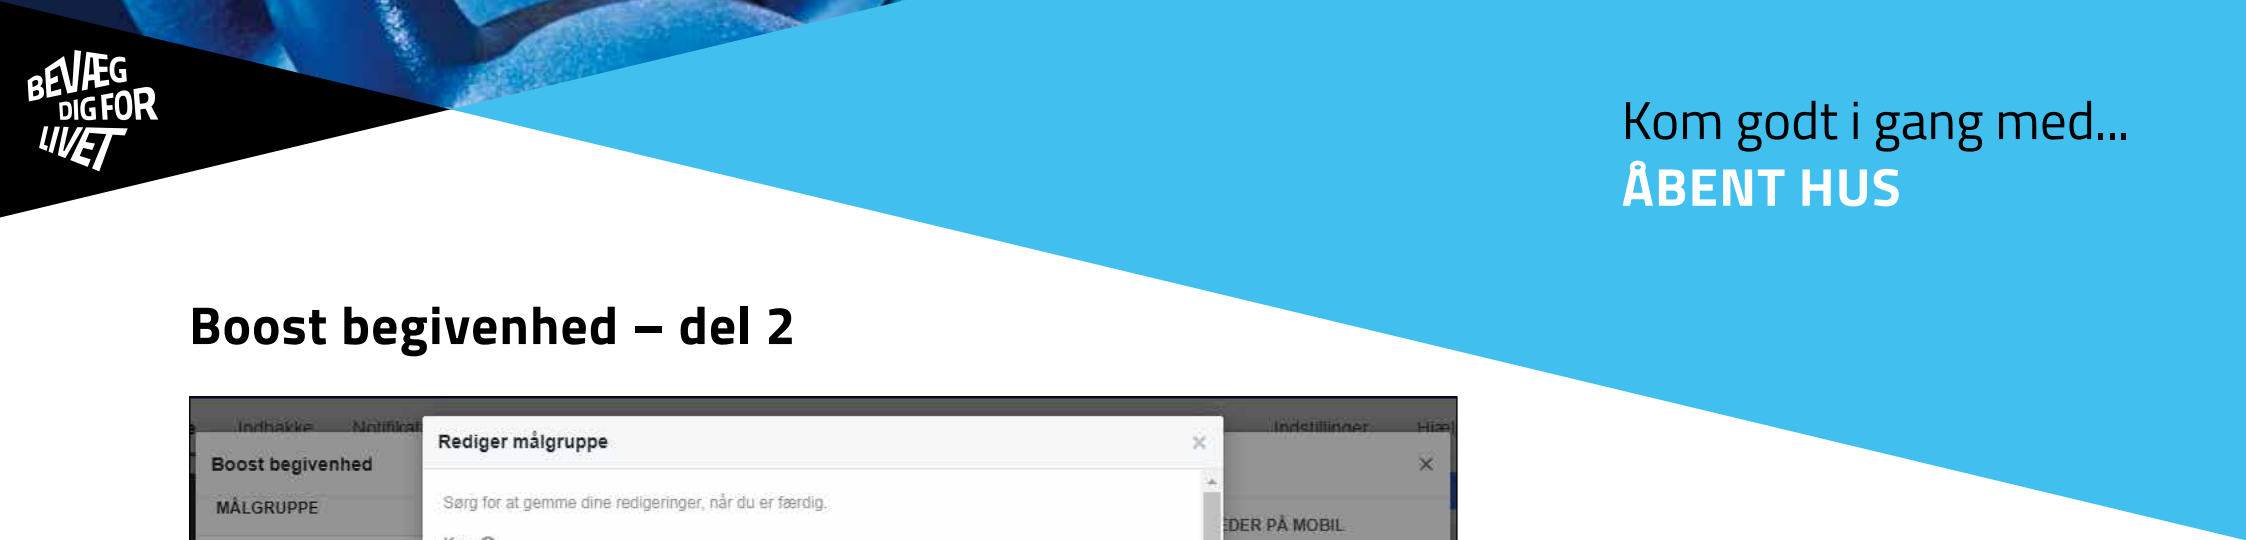 BEVÆG
DIG FOR
LIVET
Kom godt i gang med...
ÅBENT HUS
Boost begivenhed – del 2
Indbakke
Indstillinger
Rediger målgruppe
Boost begivenhed
Sørg for at gemme dine redigeringer, når du er færdig.
MÅLGRUPPE
PÅ MOBIL